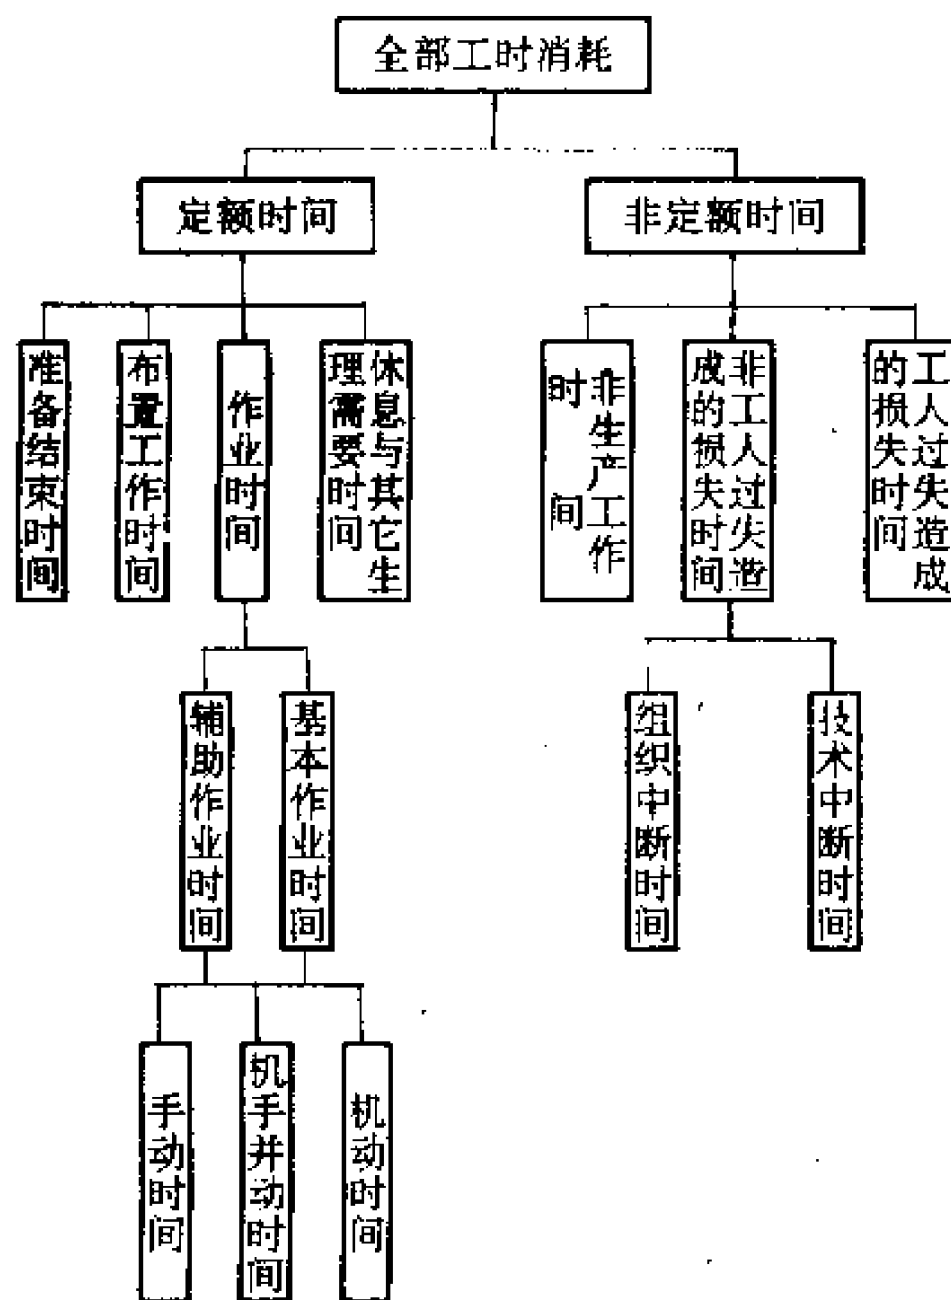 全部工时消耗
定额时间
非定额时间
准备结束时间
布置工作时间
作业时间
休息与其它生
理需要时间
非生产工作
时间
非工人过失造
成的损失时间
工人过失造成
的损失时间
辅助作业时间
基本作业时间
组织中断时间
技术中断时间
手动时间
机手并动时间
机动时间